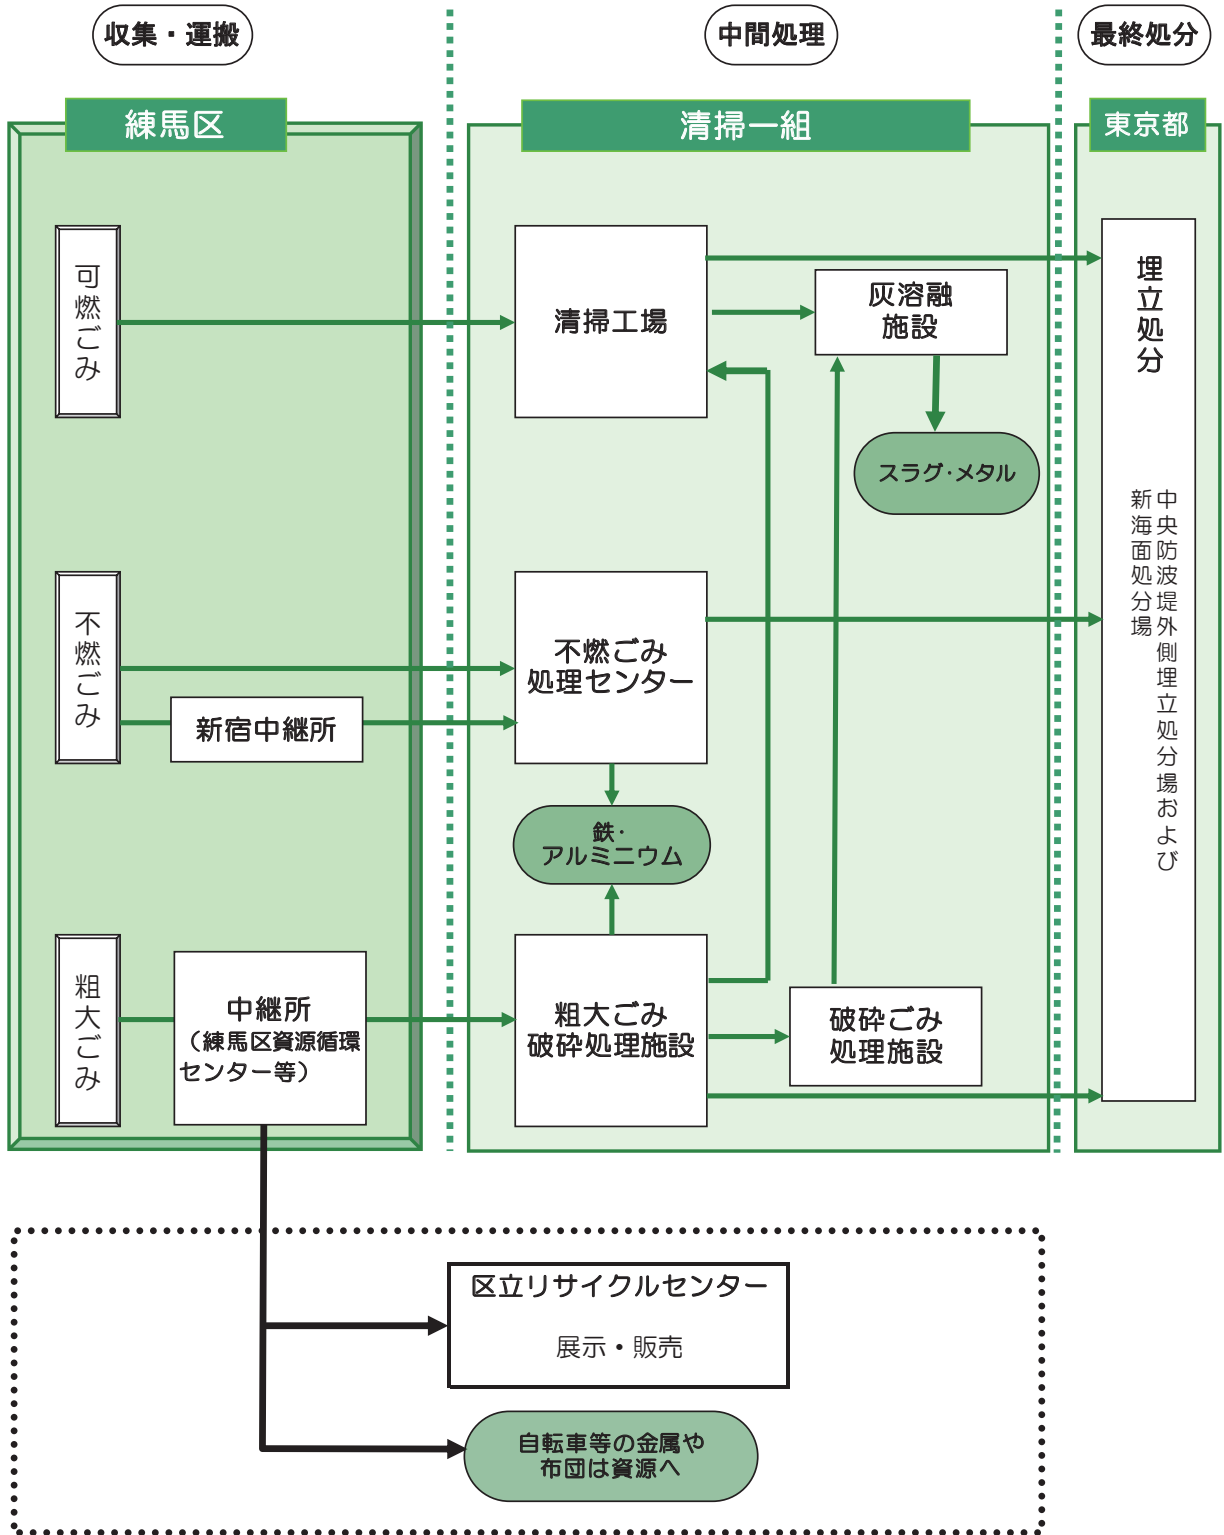 収集・運搬
中間処理
最終処分
練馬区
清掃一組
東京都
可燃ごみ
清掃工場
灰溶融
施設
スラグ・メタル
埋立処分
中央防波堤外側埋立処分場および
新海面処分場
不燃ごみ
新宿中継所
不燃ごみ
処理センター
鉄・
アルミニウム
粗大ごみ
中継所
（練馬区資源循環
センター等）
粗大ごみ
破砕処理施設
破砕ごみ
処理施設
区立リサイクルセンター
展示・販売
自転車等の金属や
布団は資源へ